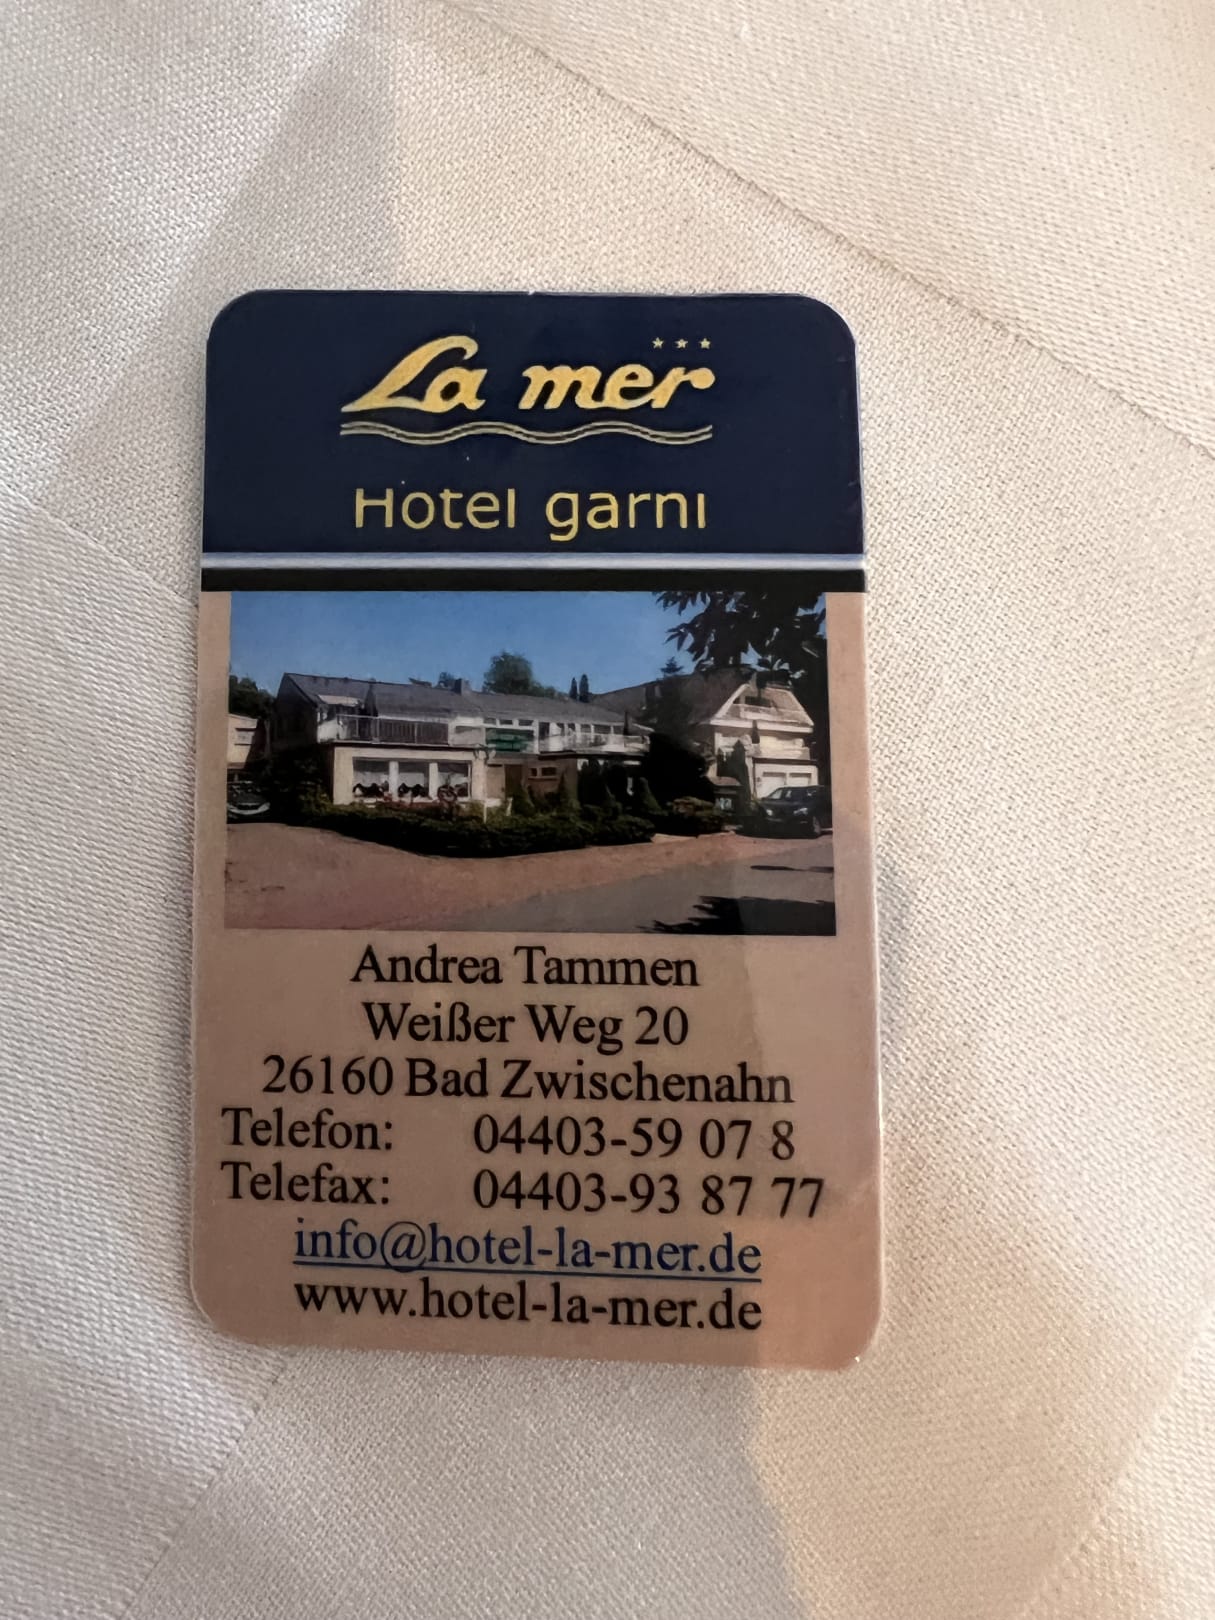 La mer
Hotel garni
Andrea Tammen
Weißer Weg 20
26160 Bad Zwischenahn
Telefon: 04403-59 07 8
Telefax: 04403-93 87 77
info@hotel-la-mer.de
www.hotel-la-mer.de